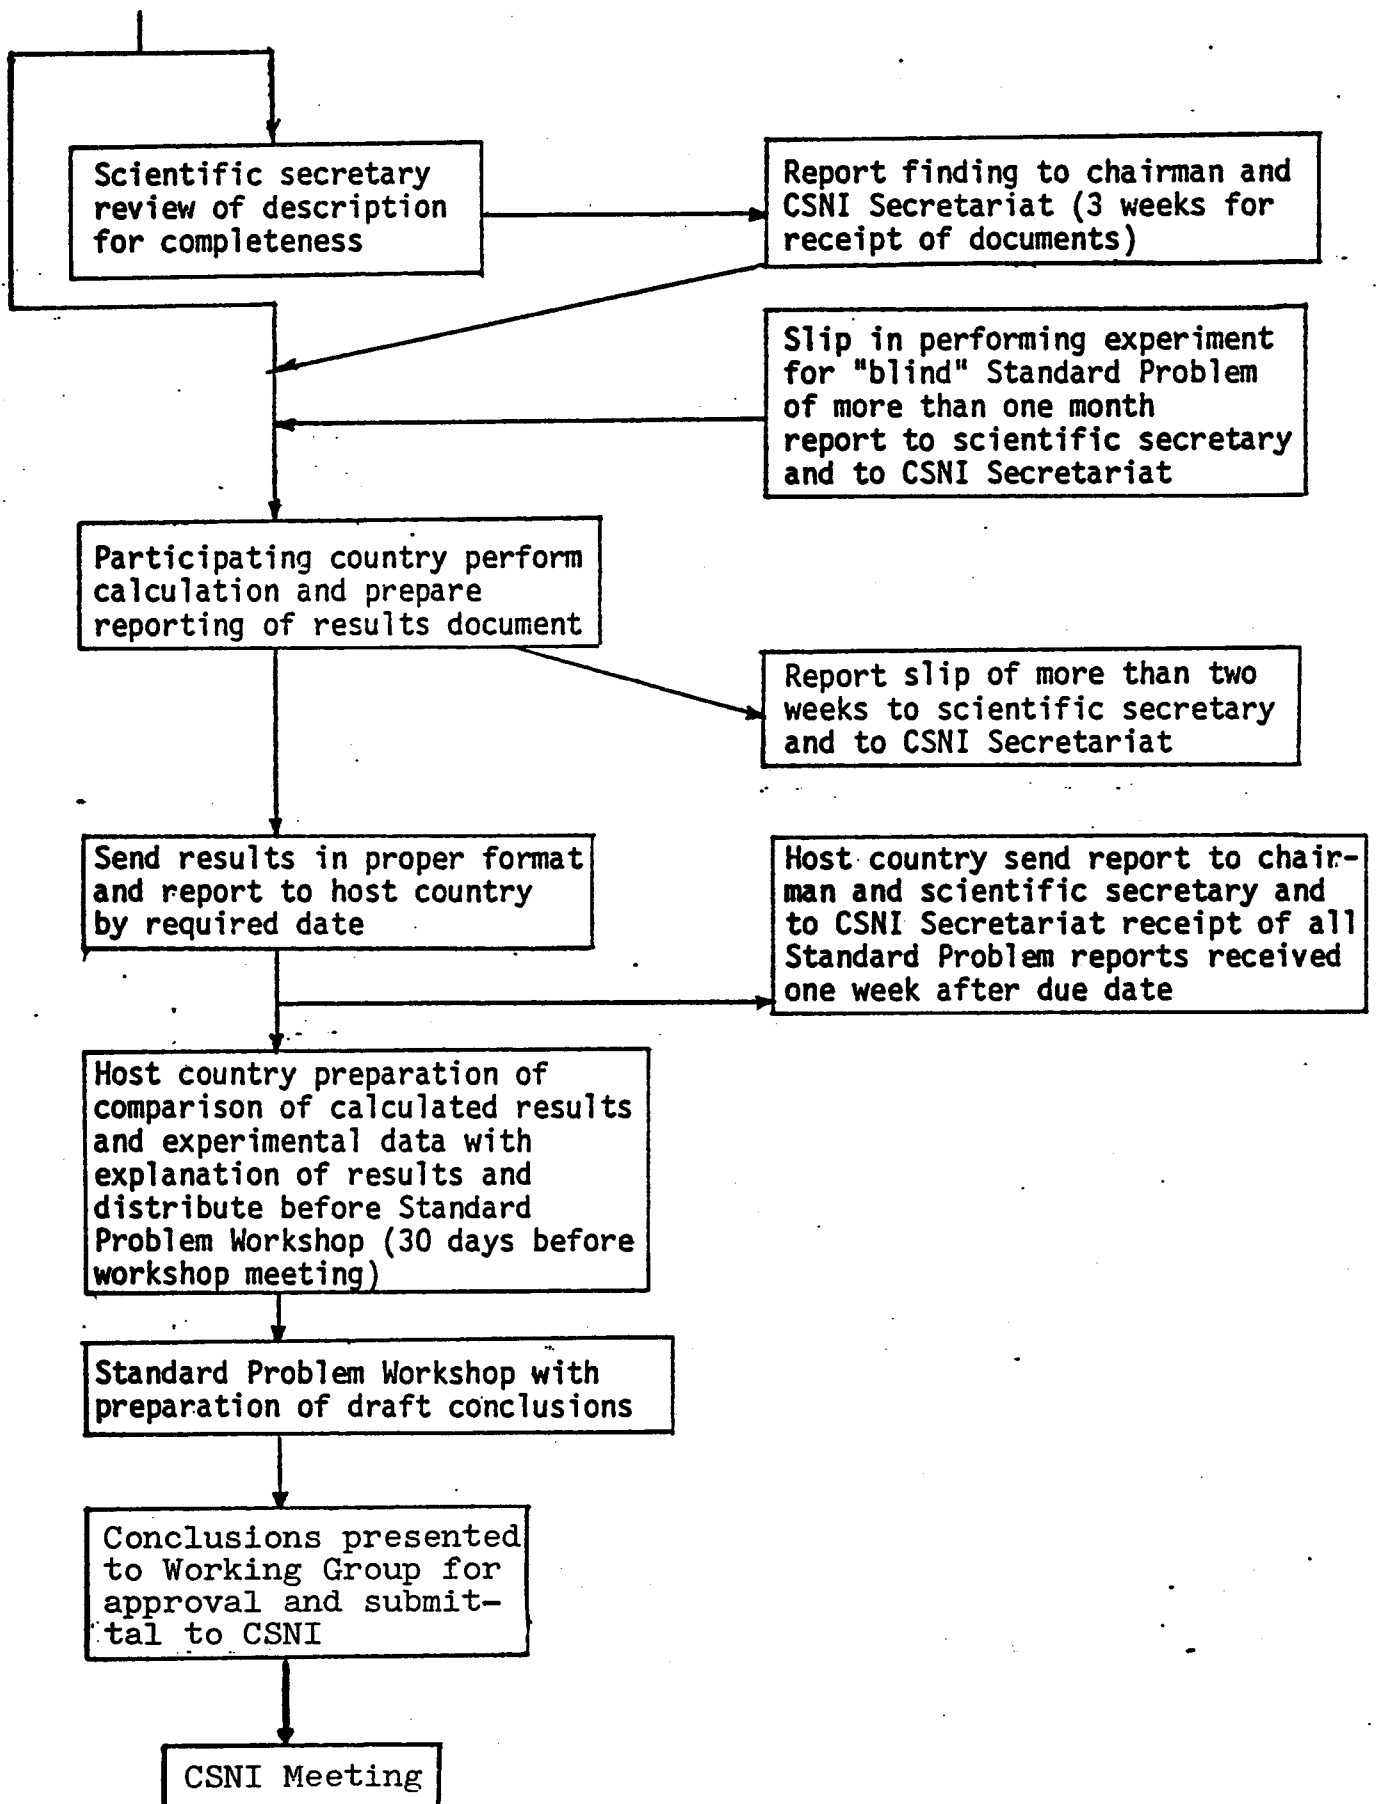 Scientific secretary
review of description
for completeness
Report finding to chairman and
CSNI Secretariat (3 weeks for
receipt of documents)
Slip in performing experiment
for "blind" Standard Problem
of more than one month
report to scientific secretary
and to CSNI Secretariat
Participating country perform
calculation and prepare
reporting of results document
Report slip of more than two
weeks to scientific secretary
and to CSNI Secretariat
Send results in proper format
and report to host country
by required date
Host country send report to chair-
man and scientific secretary and
to CSNI Secretariat receipt of all
Standard Problem reports received
one week after due date
Host country preparation of
comparison of calculated results
and experimental data with
explanation of results and
distribute before Standard
Problem Workshop (30 days before
workshop meeting)
Standard Problem Workshop with
preparation of draft conclusions
Conclusions presented
to Working Group for
approval and submit-
tal to CSNI
CSNI Meeting